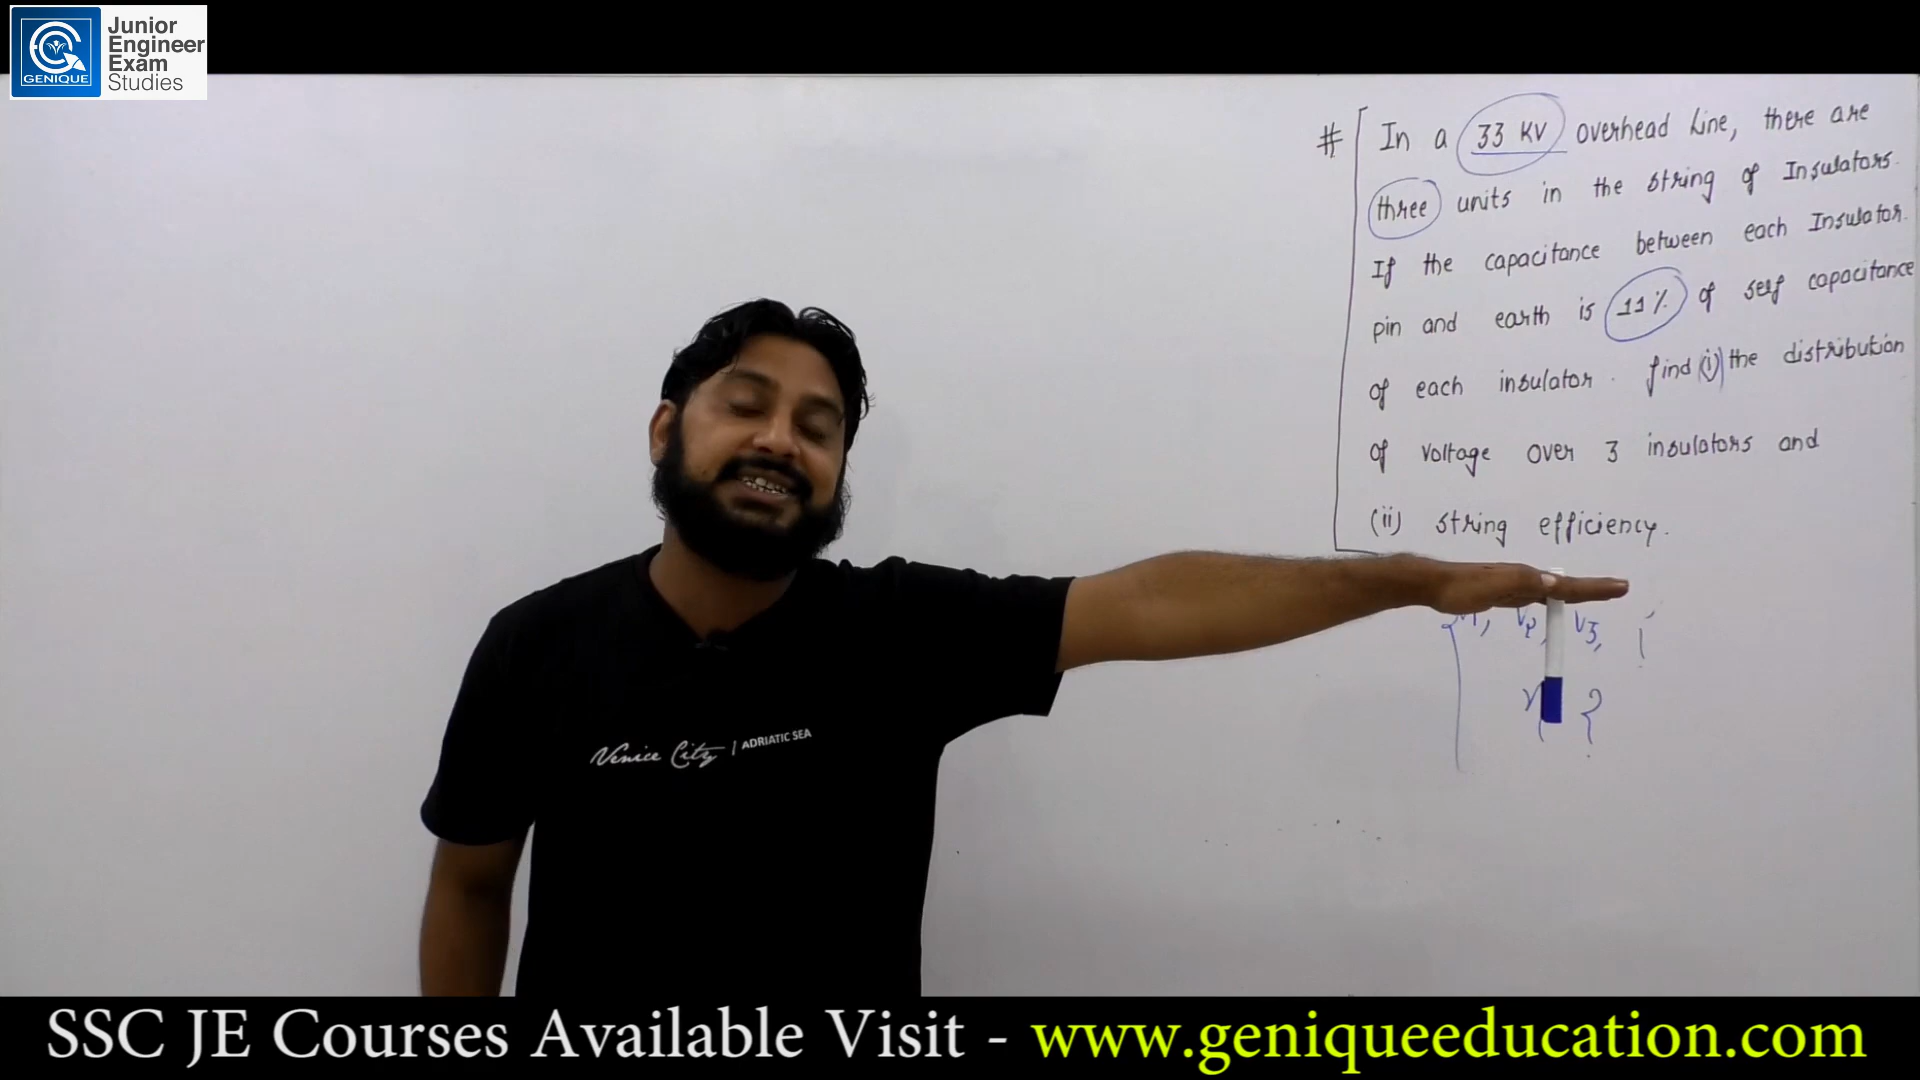 Junior
Engineer
Exam
Studies
GENIQUE
# In a 33 KV overhead Line, there are
three units in the string of Insulators.
If the capacitance between each Insulator.
pin and earth is 11% of self capacitance
of each insulator. find (i) the distribution
of voltage over 3 insulators and
(ii) string efficiency.
V1, V2, V3,
?
Venice City | ADRIATIC SEA
SSC JE Courses Available Visit - www.geniqueeducation.com